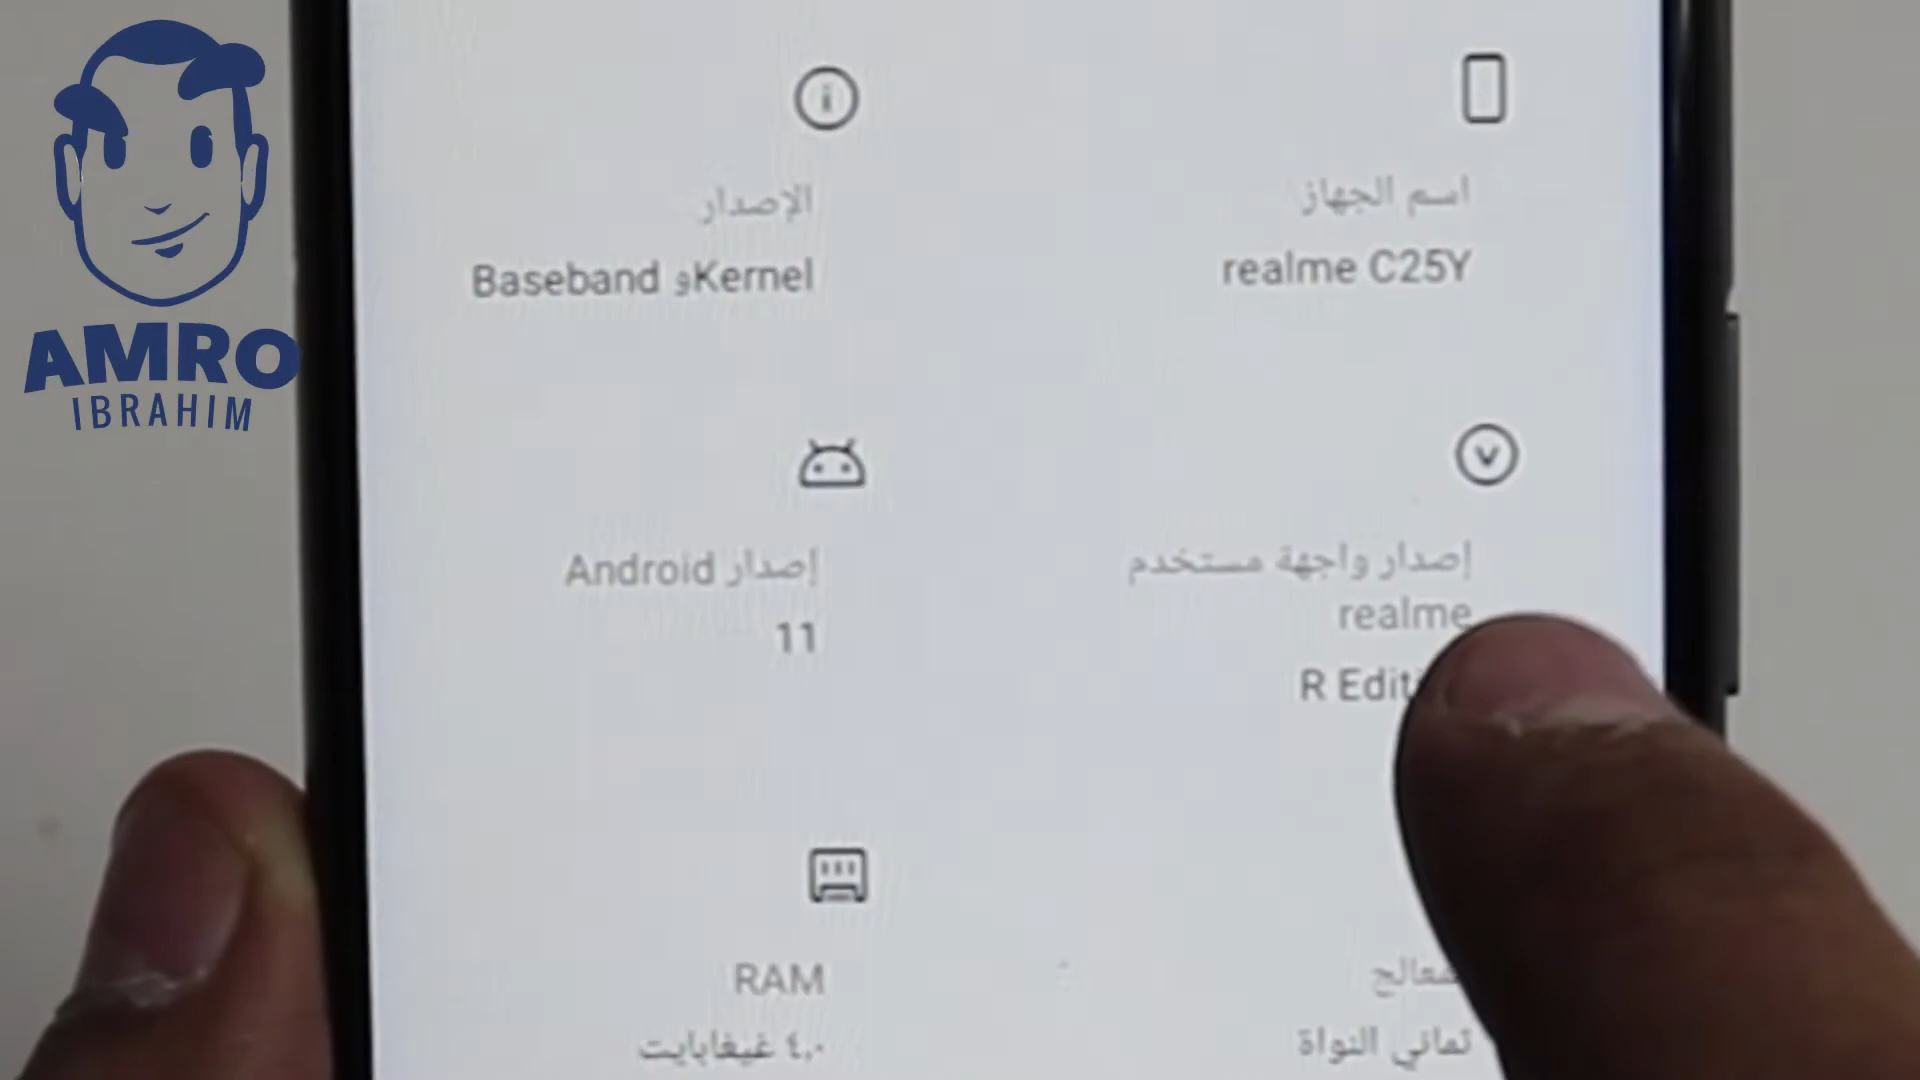 AMRO
IBRAHIM
اسم الجهاز
realme C25Y
الإصدار
Baseband وKernel
إصدار واجهة مستخدم
realme
إصدار Android
11
RAM
٤,٠ غيغابايت
ثماني النواة